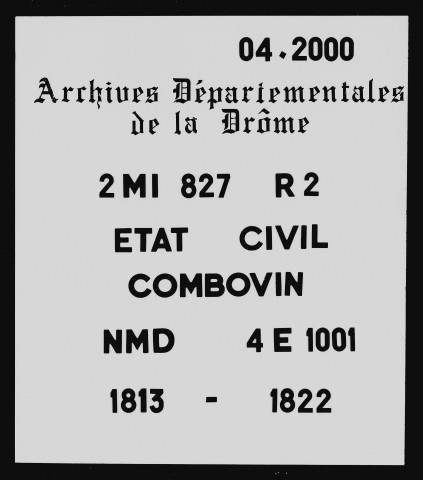 04.2000
Archives Départementales
de la Drôme
2 MI 827 R 2
ETAT CIVIL
COMBOVIN
NMD 4 E 1001
1813 - 1822